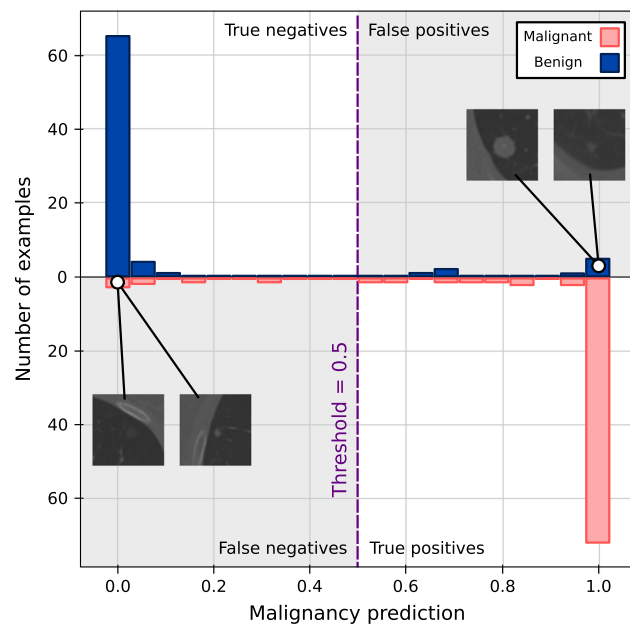 True negatives
False positives
Malignant
Benign
Number of examples
60
40
20
0
20
40
60
Threshold = 0.5
False negatives
True positives
0.0
0.2
0.4
0.6
0.8
1.0
Malignancy prediction